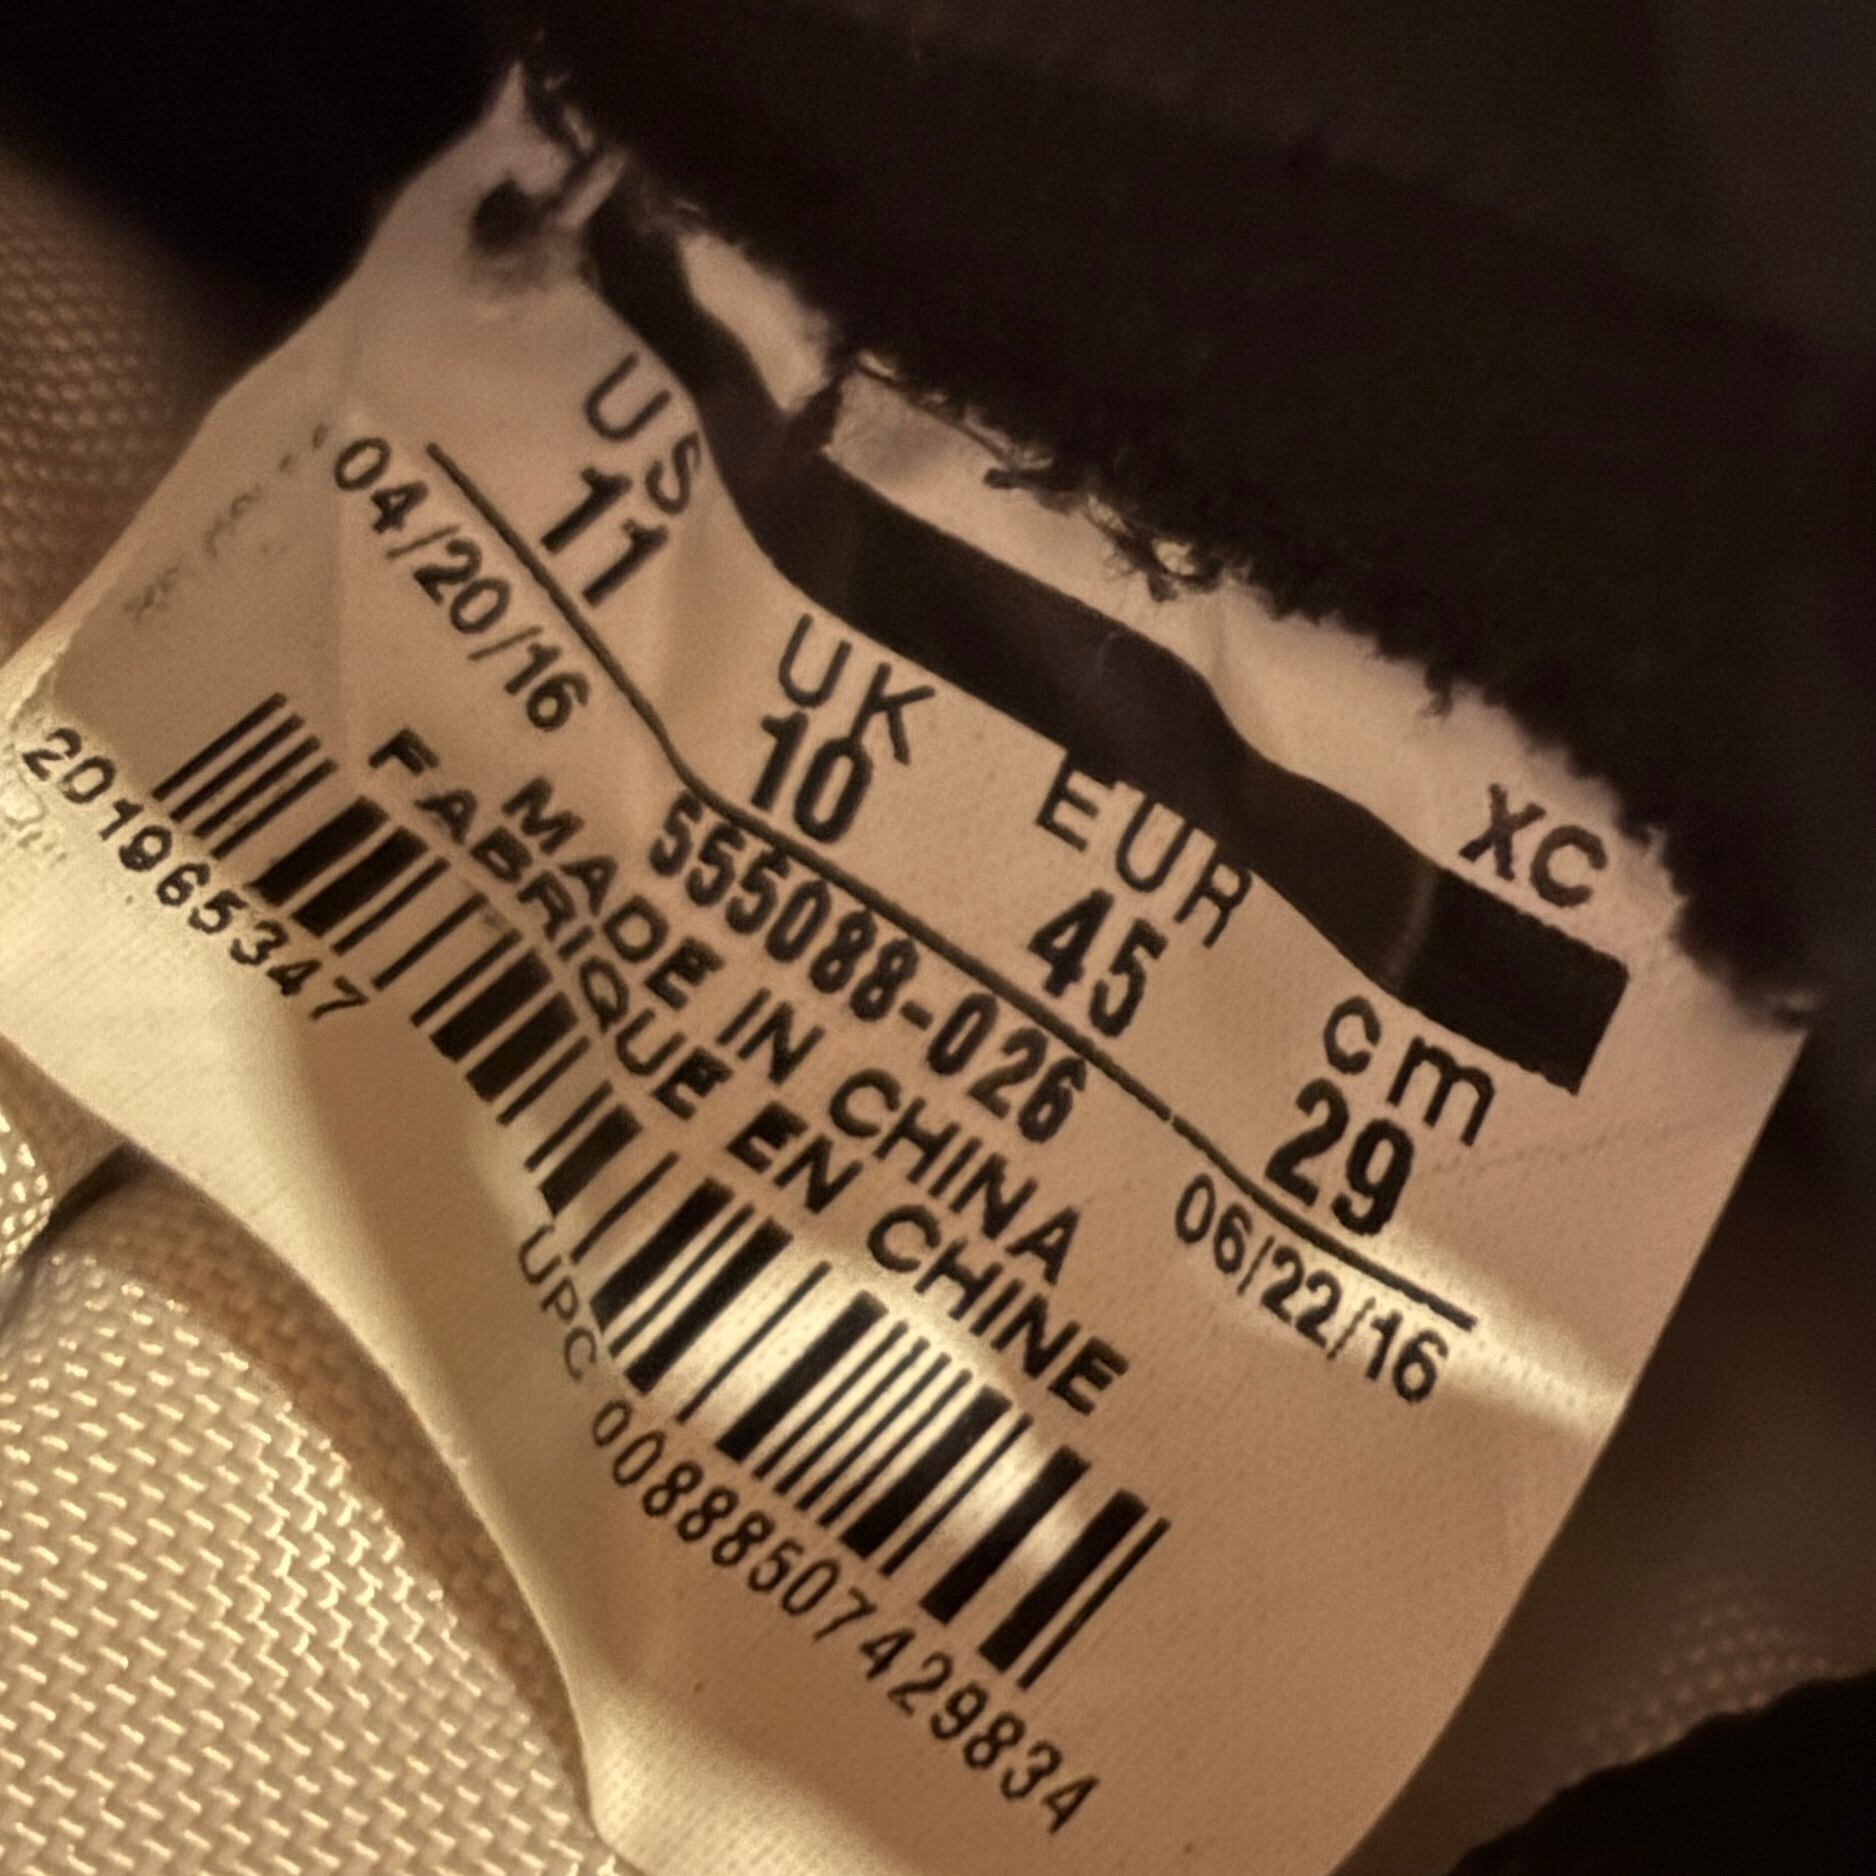 XC
US UK EUR cm
11 10 45 29
04/20/16 555088-026 06/22/16
MADE IN CHINA
FABRIQUE EN CHINE
2019653477
UPC 00888507429834